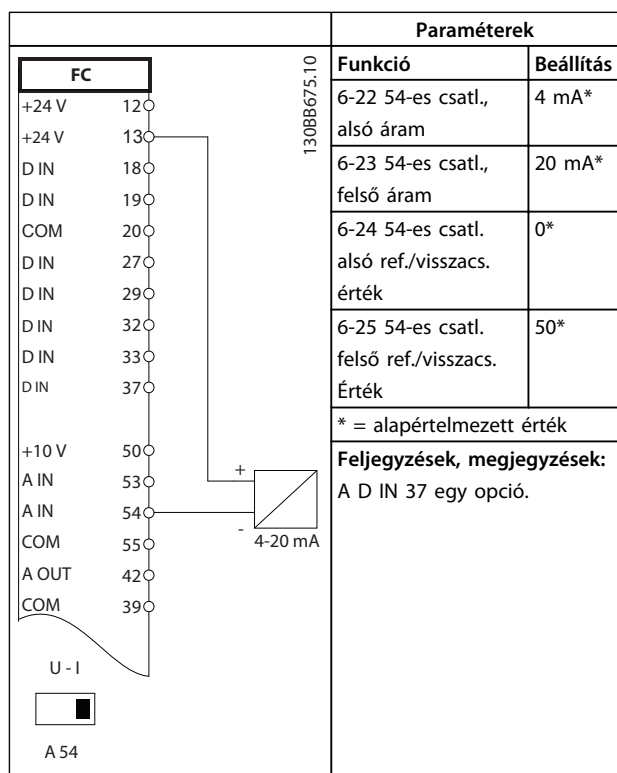 FC
+24 V 12
+24 V 13
D IN 18
D IN 19
COM 20
D IN 27
D IN 29
D IN 32
D IN 33
D IN 37
+10 V 50
A IN 53
A IN 54
COM 55
A OUT 42
COM 39
U - I
A 54
+
-
4-20 mA
130BB675.10
Paraméterek
Funkció Beállítás
6-22 54-es csatl., 4 mA*
alsó áram
6-23 54-es csatl., 20 mA*
felső áram
6-24 54-es csatl. 0*
alsó ref./visszacs.
érték
6-25 54-es csatl. 50*
felső ref./visszacs.
Érték
* = alapértelmezett érték
Feljegyzések, megjegyzések:
A D IN 37 egy opció.